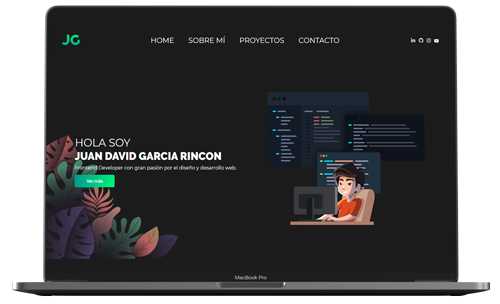 JG
HOME SOBRE MÍ PROYECTOS CONTACTO
HOLA SOY
JUAN DAVID GARCIA RINCON
Frontend Developer con gran pasión por el diseño y desarrollo web.
Ver más
MacBook Pro